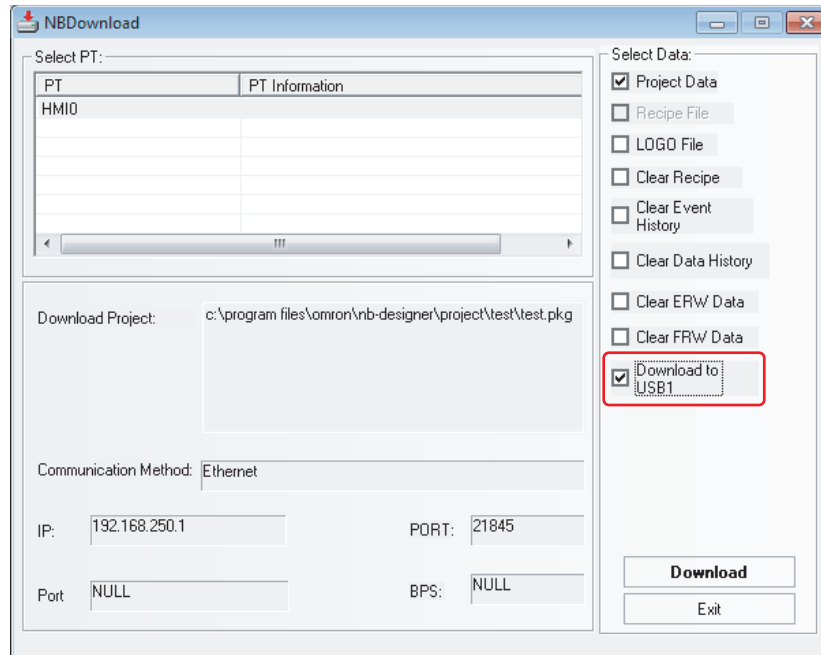 NBDownload
Select PT:
PT PT Information
HMI0
Download Project: c:\program files\omron\nb-designer\project\test\test.pkg
Communication Method: Ethernet
IP: 192.168.250.1 PORT: 21845
Port NULL BPS: NULL
Select Data:
Project Data
Recipe File
LOGO File
Clear Recipe
Clear Event
History
Clear Data History
Clear ERW Data
Clear FRW Data
Download to
USB1
Download
Exit